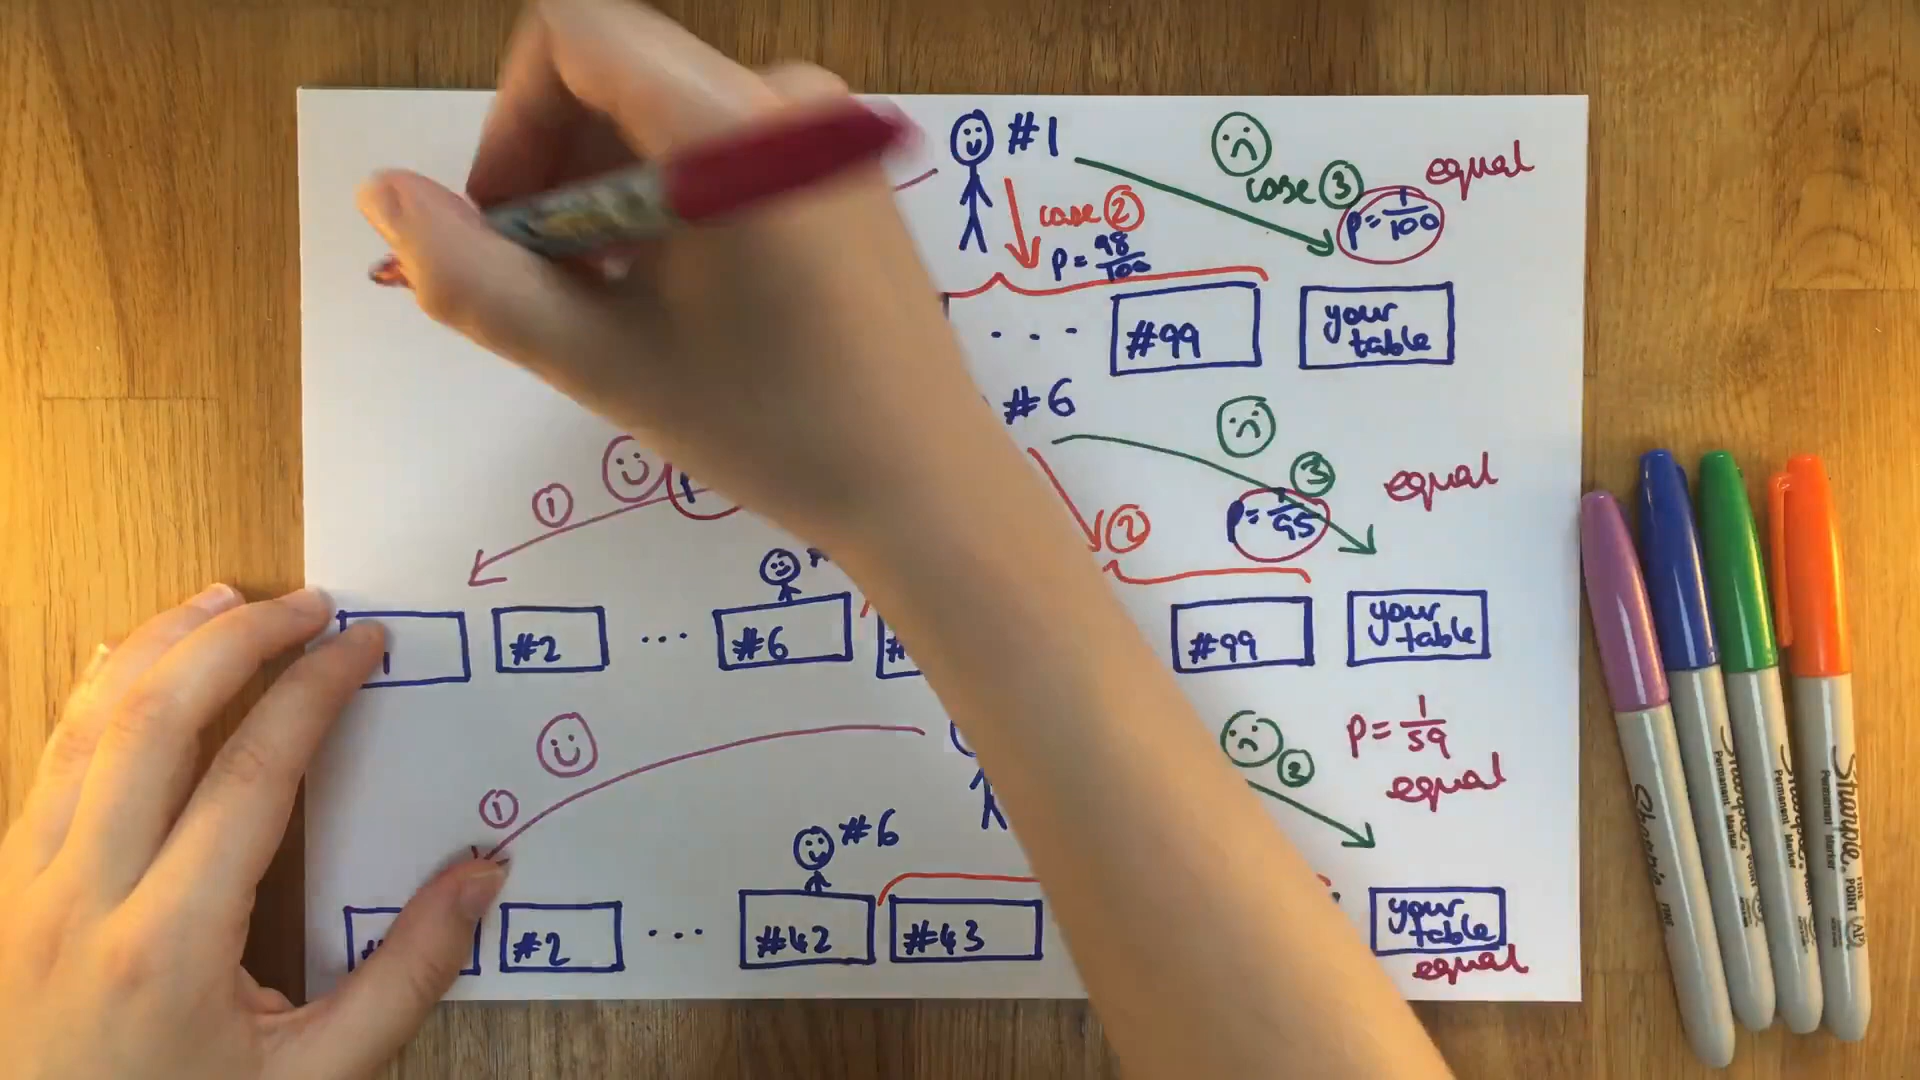 #1
equal
case 3
p = 1/100
case 2
p = 98/100
. . .
#99
your table
#6
1
3
equal
p = 1/95
2
#2
...
#6
#99
your table
p = 1/59
2
equal
1
#6
#2
...
#42
#43
your table
equal
Sharpie
FINE
Sharpie
Permanent Marker
Sharpie
Permanent Marker
Sharpie
Permanent Marker
FINE POINT